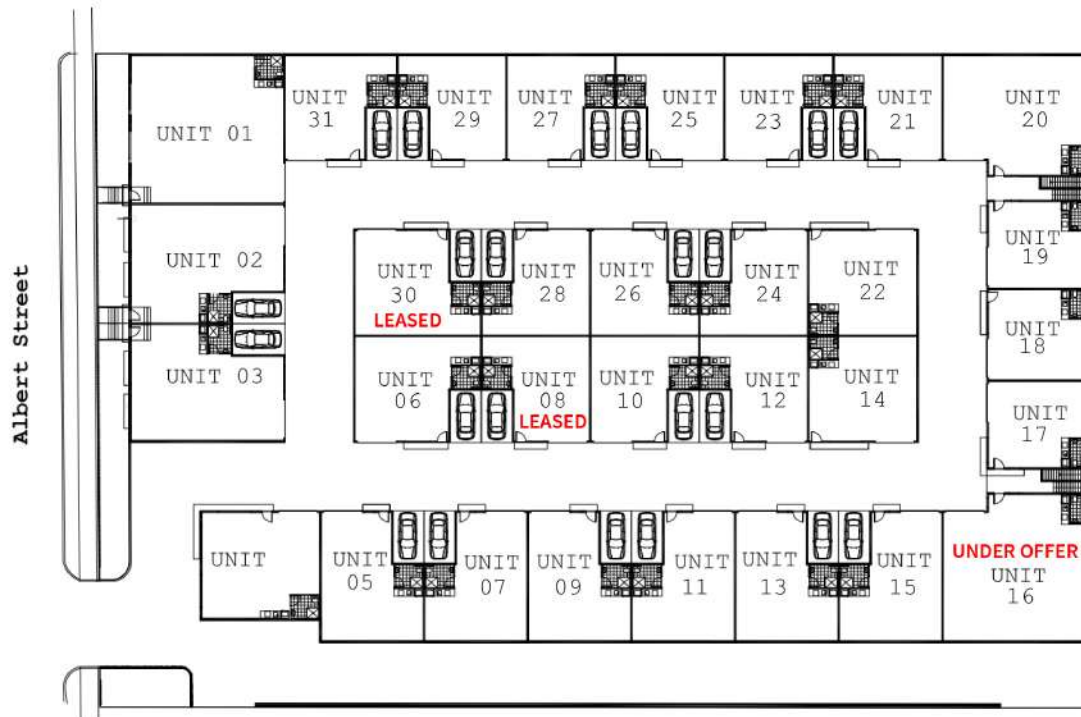 UNIT 01
UNIT
31
UNIT
29
UNIT
27
UNIT
25
UNIT
23
UNIT
21
UNIT
20
UNIT 02
UNIT 03
Albert Street
UNIT
30
LEASED
UNIT
28
UNIT
26
UNIT
24
UNIT
22
UNIT
19
UNIT
18
UNIT
17
UNIT
06
UNIT
08
LEASED
UNIT
10
UNIT
12
UNIT
14
UNIT
UNIT
05
UNIT
07
UNIT
09
UNIT
11
UNIT
13
UNIT
15
UNDER OFFER
UNIT
16